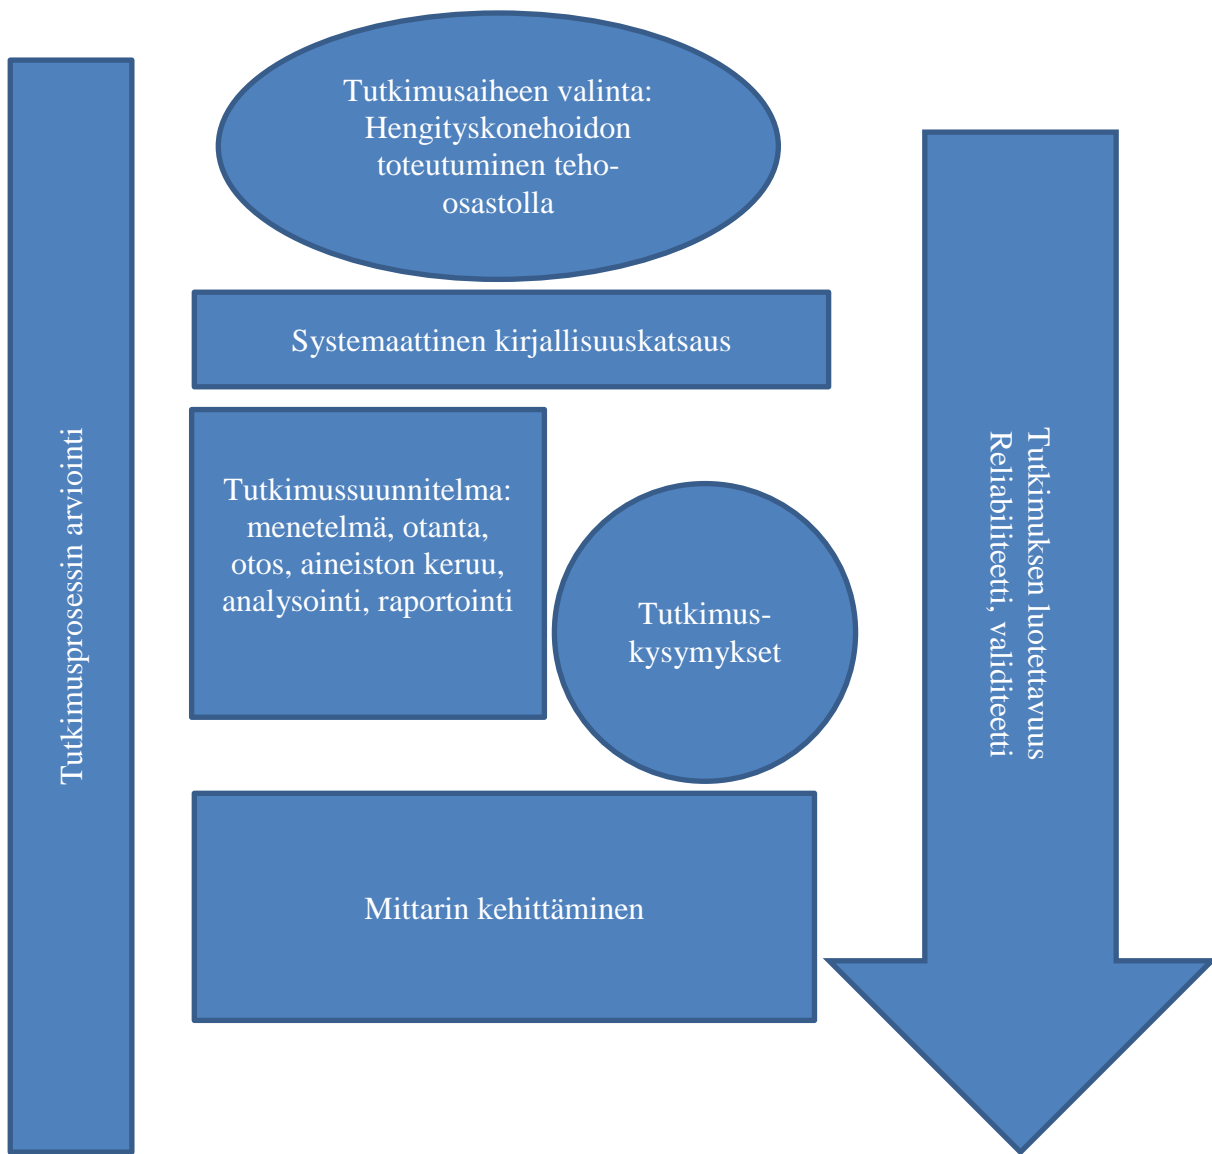 Tutkimusaiheen valinta:
Hengityskonehoidon
toteutuminen teho-
osastolla
Systemaattinen kirjallisuuskatsaus
Tutkimusprosessin arviointi
Tutkimussuunnitelma:
menetelmä, otanta,
otos, aineiston keruu,
analysointi, raportointi
Tutkimus-
kysymykset
Mittarin kehittäminen
Tutkimuksen luotettavuus
Reliabiliteetti, validiteetti